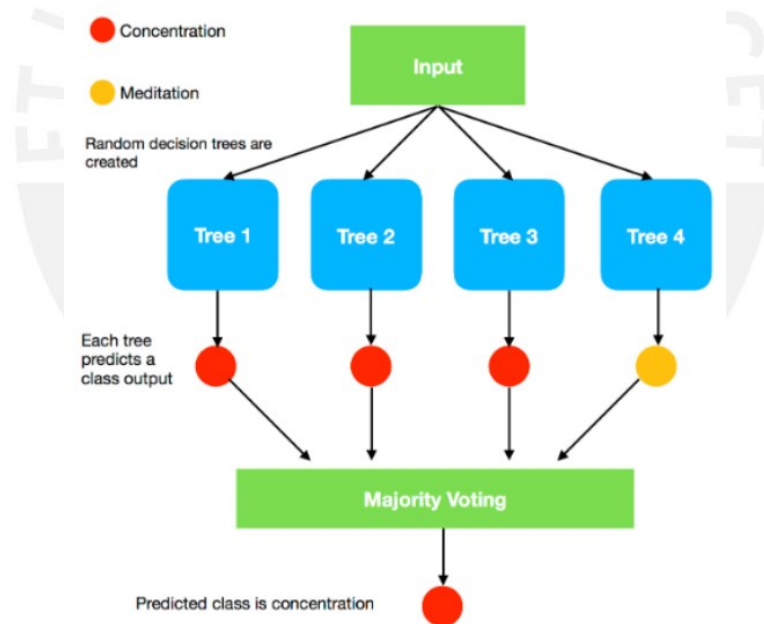 Concentration
Meditation
Input
Random decision trees are
created
Tree 1
Tree 2
Tree 3
Tree 4
Each tree
predicts a
class output
Majority Voting
Predicted class is concentration